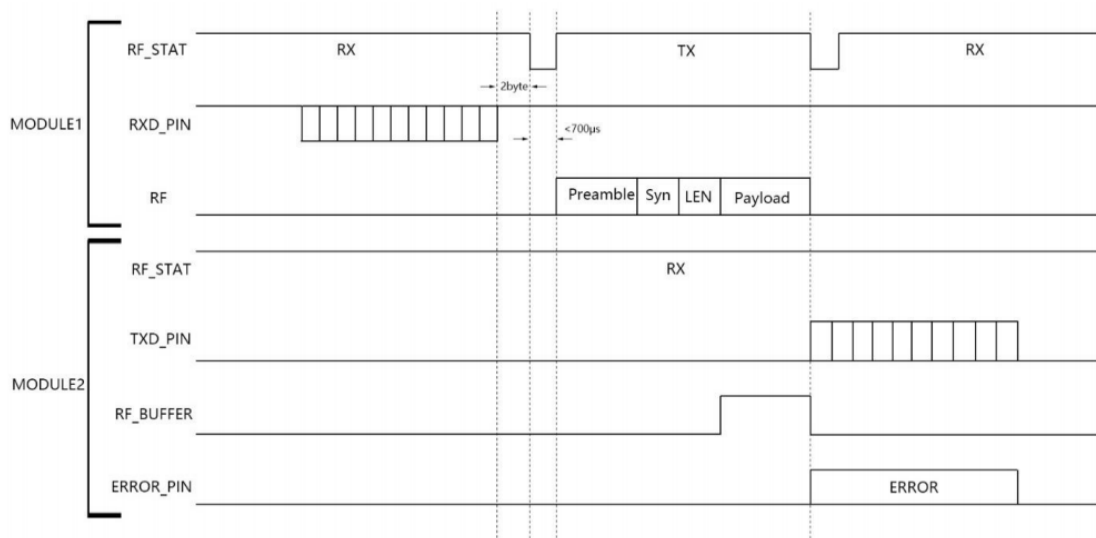 RF_STAT RX TX RX
2byte
MODULE1 RXD_PIN
<700μs
RF Preamble Syn LEN Payload
RF_STAT RX
TXD_PIN
MODULE2
RF_BUFFER
ERROR_PIN ERROR